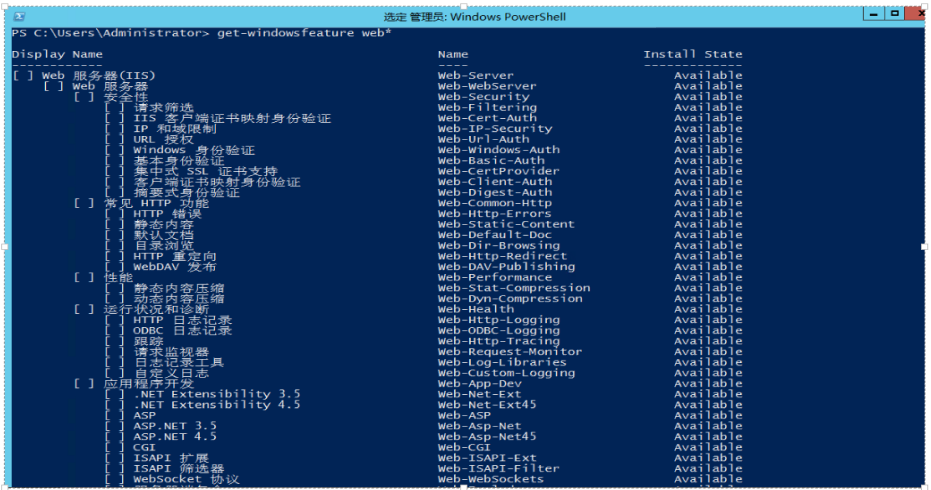 选定 管理员: Windows PowerShell
PS C:\Users\Administrator> get-windowsfeature web*
Display Name Name Install State
------------ ---- -------------
[ ] Web 服务器(IIS) Web-Server Available
[ ] Web 服务器 Web-WebServer Available
[ ] 安全性 Web-Security Available
[ ] 请求筛选 Web-Filtering Available
[ ] IIS 客户端证书映射身份验证 Web-Cert-Auth Available
[ ] IP 和域限制 Web-IP-Security Available
[ ] URL 授权 Web-Url-Auth Available
[ ] Windows 身份验证 Web-Windows-Auth Available
[ ] 基本身份验证 Web-Basic-Auth Available
[ ] 集中式 SSL 证书支持 Web-CertProvider Available
[ ] 客户端证书映射身份验证 Web-Client-Auth Available
[ ] 摘要式身份验证 Web-Digest-Auth Available
[ ] 常见 HTTP 功能 Web-Common-Http Available
[ ] HTTP 错误 Web-Http-Errors Available
[ ] 静态内容 Web-Static-Content Available
[ ] 默认文档 Web-Default-Doc Available
[ ] 目录浏览 Web-Dir-Browsing Available
[ ] HTTP 重定向 Web-Http-Redirect Available
[ ] WebDAV 发布 Web-DAV-Publishing Available
[ ] 性能 Web-Performance Available
[ ] 静态内容压缩 Web-Stat-Compression Available
[ ] 动态内容压缩 Web-Dyn-Compression Available
[ ] 运行状况和诊断 Web-Health Available
[ ] HTTP 日志记录 Web-Http-Logging Available
[ ] ODBC 日志记录 Web-ODBC-Logging Available
[ ] 跟踪 Web-Http-Tracing Available
[ ] 请求监视器 Web-Request-Monitor Available
[ ] 日志记录工具 Web-Log-Libraries Available
[ ] 自定义日志 Web-Custom-Logging Available
[ ] 应用程序开发 Web-App-Dev Available
[ ] .NET Extensibility 3.5 Web-Net-Ext Available
[ ] .NET Extensibility 4.5 Web-Net-Ext45 Available
[ ] ASP Web-ASP Available
[ ] ASP.NET 3.5 Web-Asp-Net Available
[ ] ASP.NET 4.5 Web-Asp-Net45 Available
[ ] CGI Web-CGI Available
[ ] ISAPI 扩展 Web-ISAPI-Ext Available
[ ] ISAPI 筛选器 Web-ISAPI-Filter Available
[ ] WebSocket 协议 Web-WebSockets Available